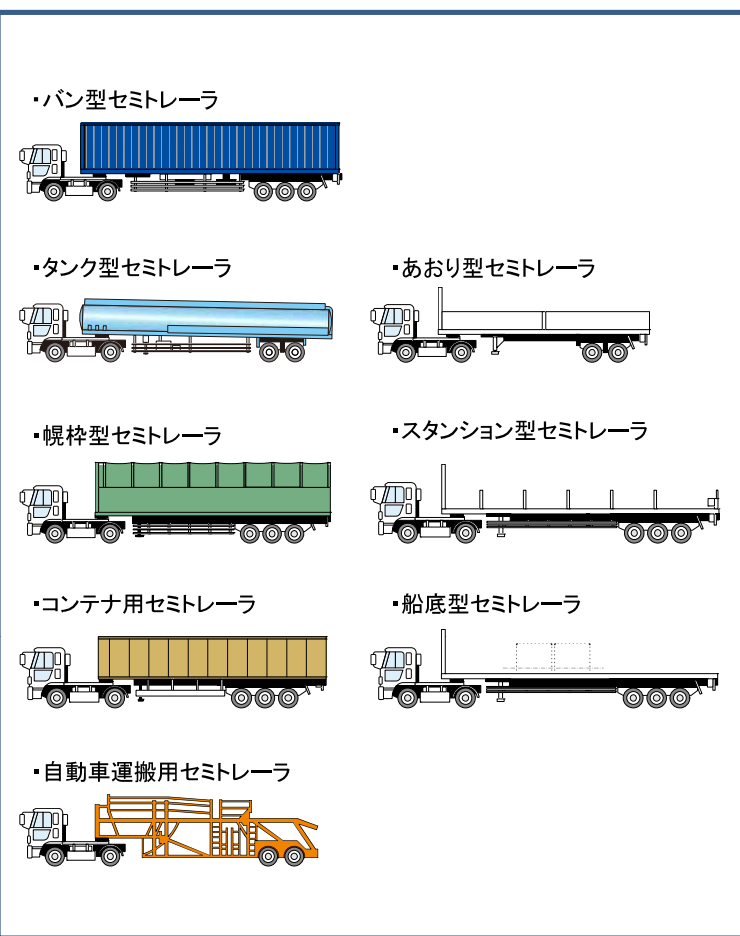 ・バン型セミトレーラ
・タンク型セミトレーラ
・あおり型セミトレーラ
・幌枠型セミトレーラ
・スタンション型セミトレーラ
・コンテナ用セミトレーラ
・船底型セミトレーラ
・自動車運搬用セミトレーラ